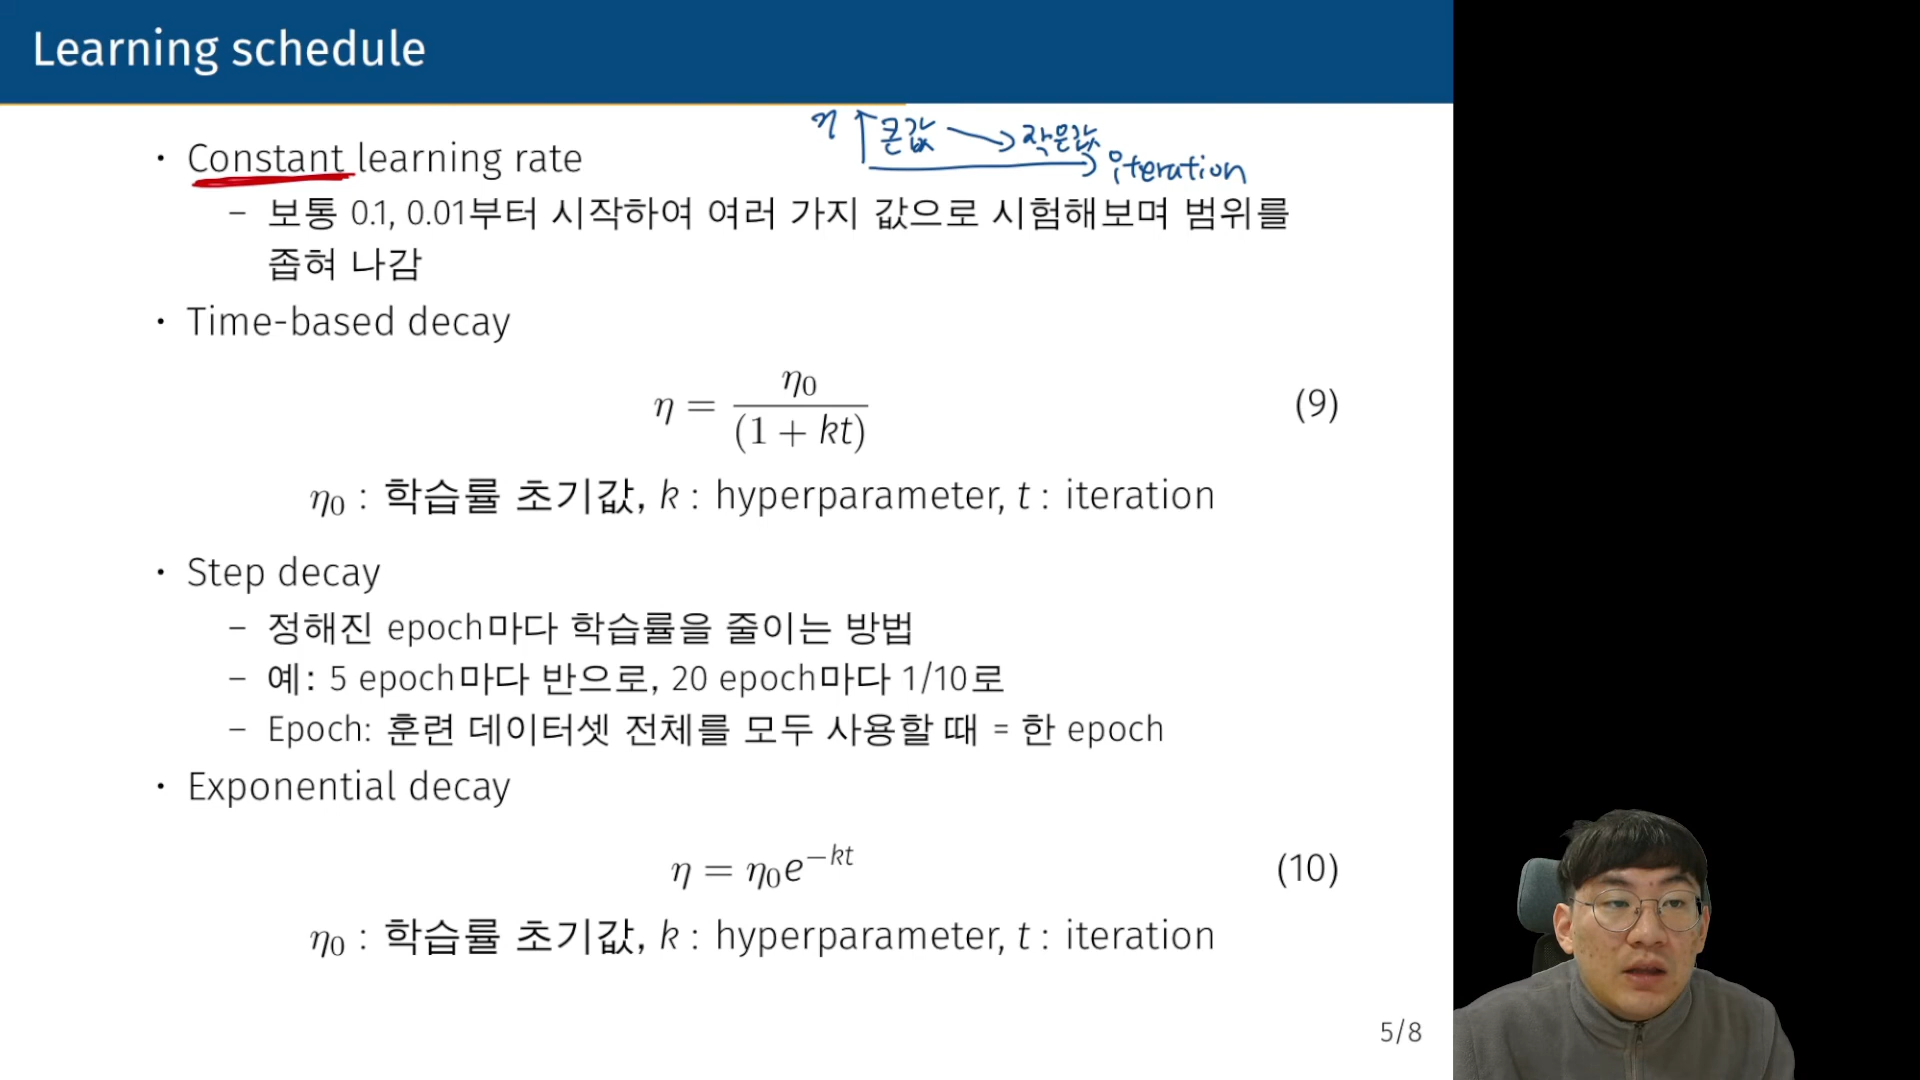 Learning schedule
η 큰값 작은값 iteration
• Constant learning rate
– 보통 0.1, 0.01부터 시작하여 여러 가지 값으로 시험해보며 범위를
좁혀 나감
• Time-based decay
η = η₀ / (1 + kt) (9)
η₀ : 학습률 초기값, k : hyperparameter, t : iteration
• Step decay
– 정해진 epoch마다 학습률을 줄이는 방법
– 예: 5 epoch마다 반으로, 20 epoch마다 1/10로
– Epoch: 훈련 데이터셋 전체를 모두 사용할 때 = 한 epoch
• Exponential decay
η = η₀e^{−kt} (10)
η₀ : 학습률 초기값, k : hyperparameter, t : iteration
5/8